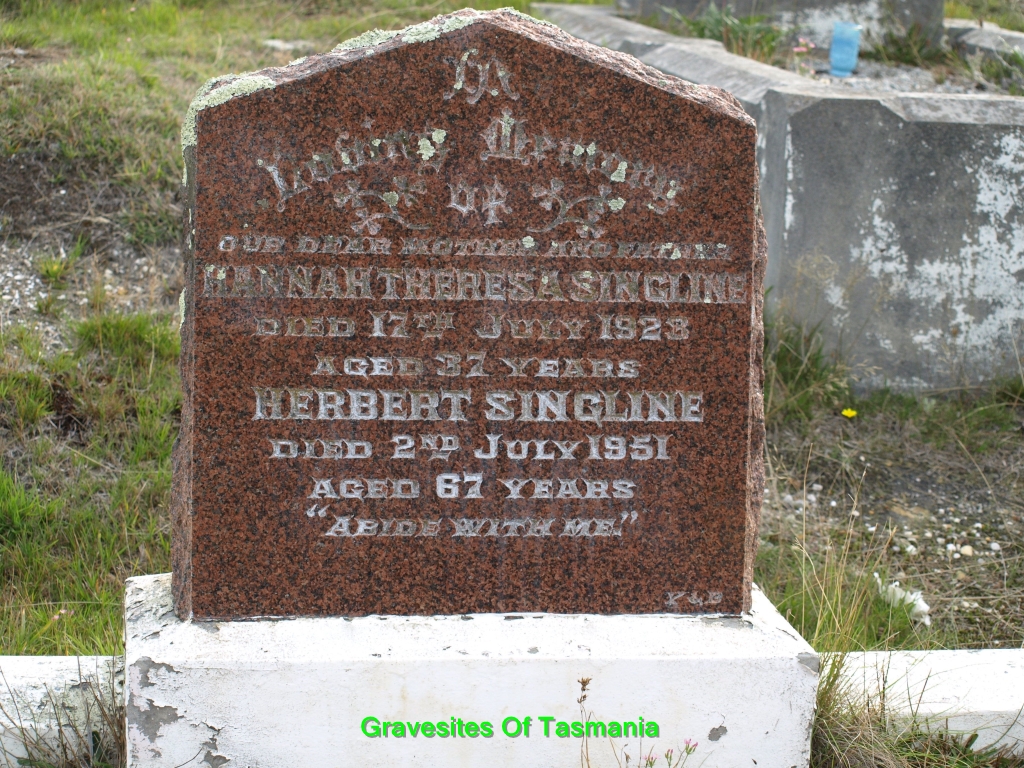 In
Loving Memory
of
OUR DEAR MOTHER AND FATHER
HANNAH THERESA SINGLINE
DIED 17TH JULY 1923
AGED 37 YEARS
HERBERT SINGLINE
DIED 2ND JULY 1951
AGED 67 YEARS
"ABIDE WITH ME."
K & B
Gravesites Of Tasmania